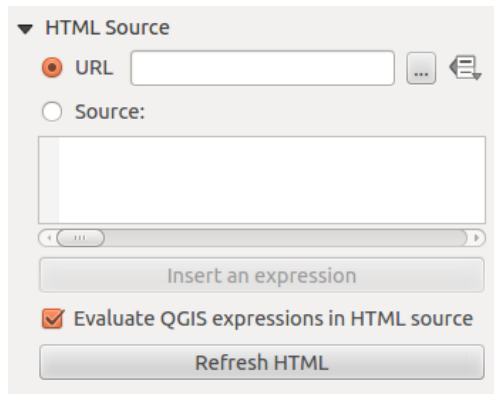 HTML Source
URL
...
Source:
Insert an expression
Evaluate QGIS expressions in HTML source
Refresh HTML